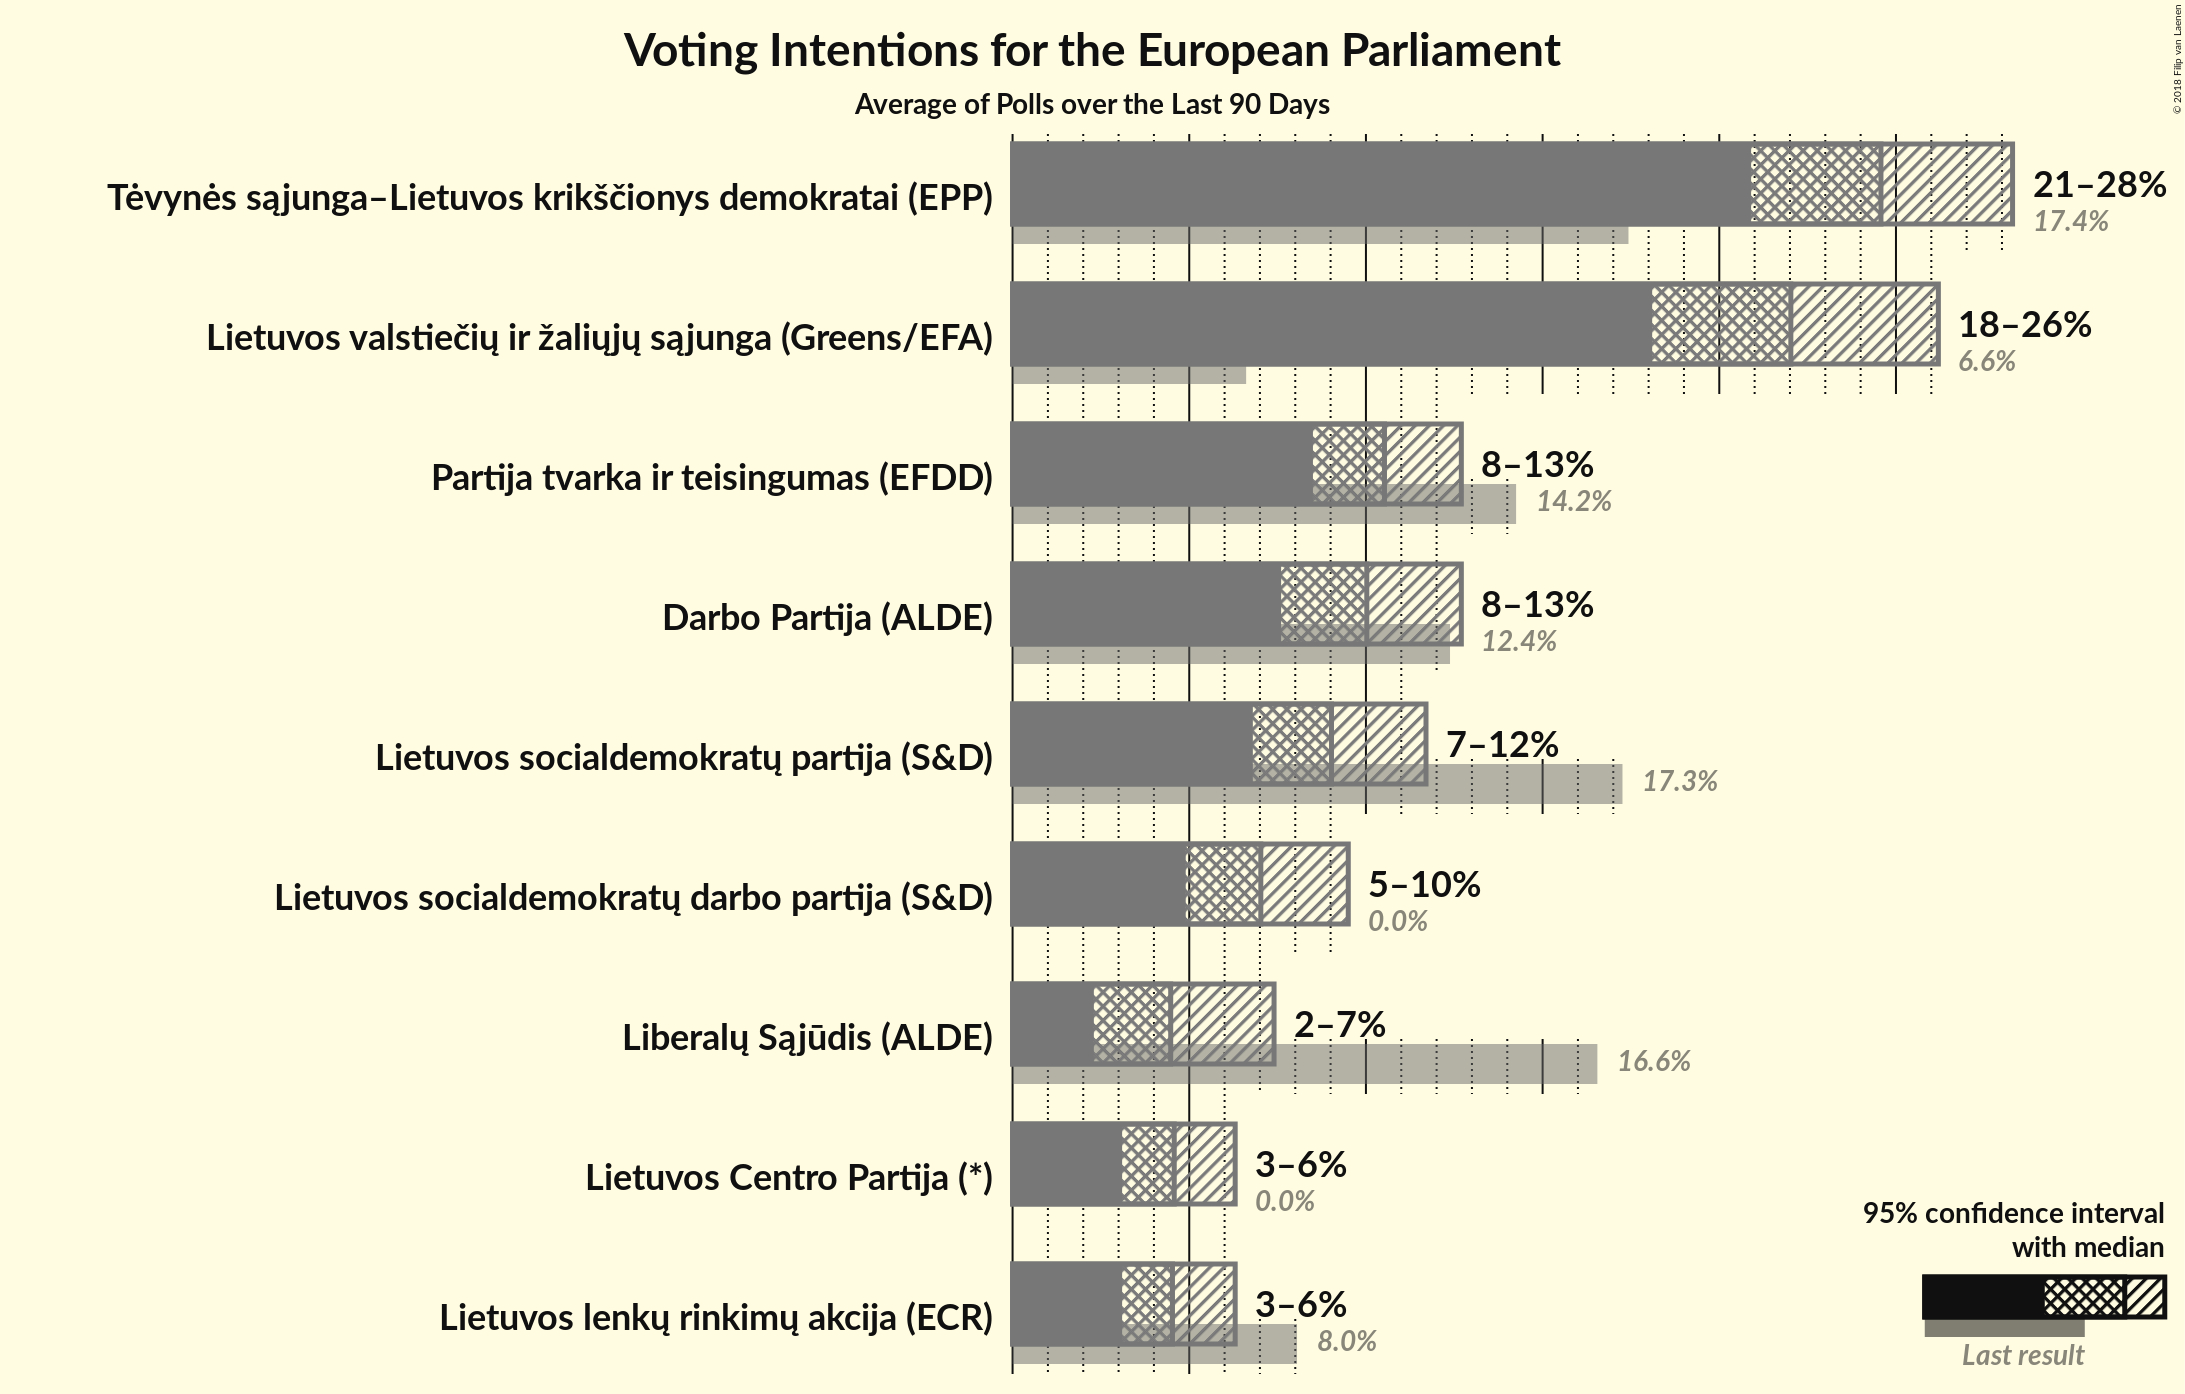 Voting Intentions for the European Parliament
Average of Polls over the Last 90 Days
© 2018 Filip van Laenen
Tėvynės sąjunga–Lietuvos krikščionys demokratai (EPP)
21–28%
17.4%
Lietuvos valstiečių ir žaliųjų sąjunga (Greens/EFA)
18–26%
6.6%
Partija tvarka ir teisingumas (EFDD)
8–13%
14.2%
Darbo Partija (ALDE)
8–13%
12.4%
Lietuvos socialdemokratų partija (S&D)
7–12%
17.3%
Lietuvos socialdemokratų darbo partija (S&D)
5–10%
0.0%
Liberalų Sąjūdis (ALDE)
2–7%
16.6%
Lietuvos Centro Partija (*)
3–6%
0.0%
Lietuvos lenkų rinkimų akcija (ECR)
3–6%
8.0%
95% confidence interval
with median
Last result